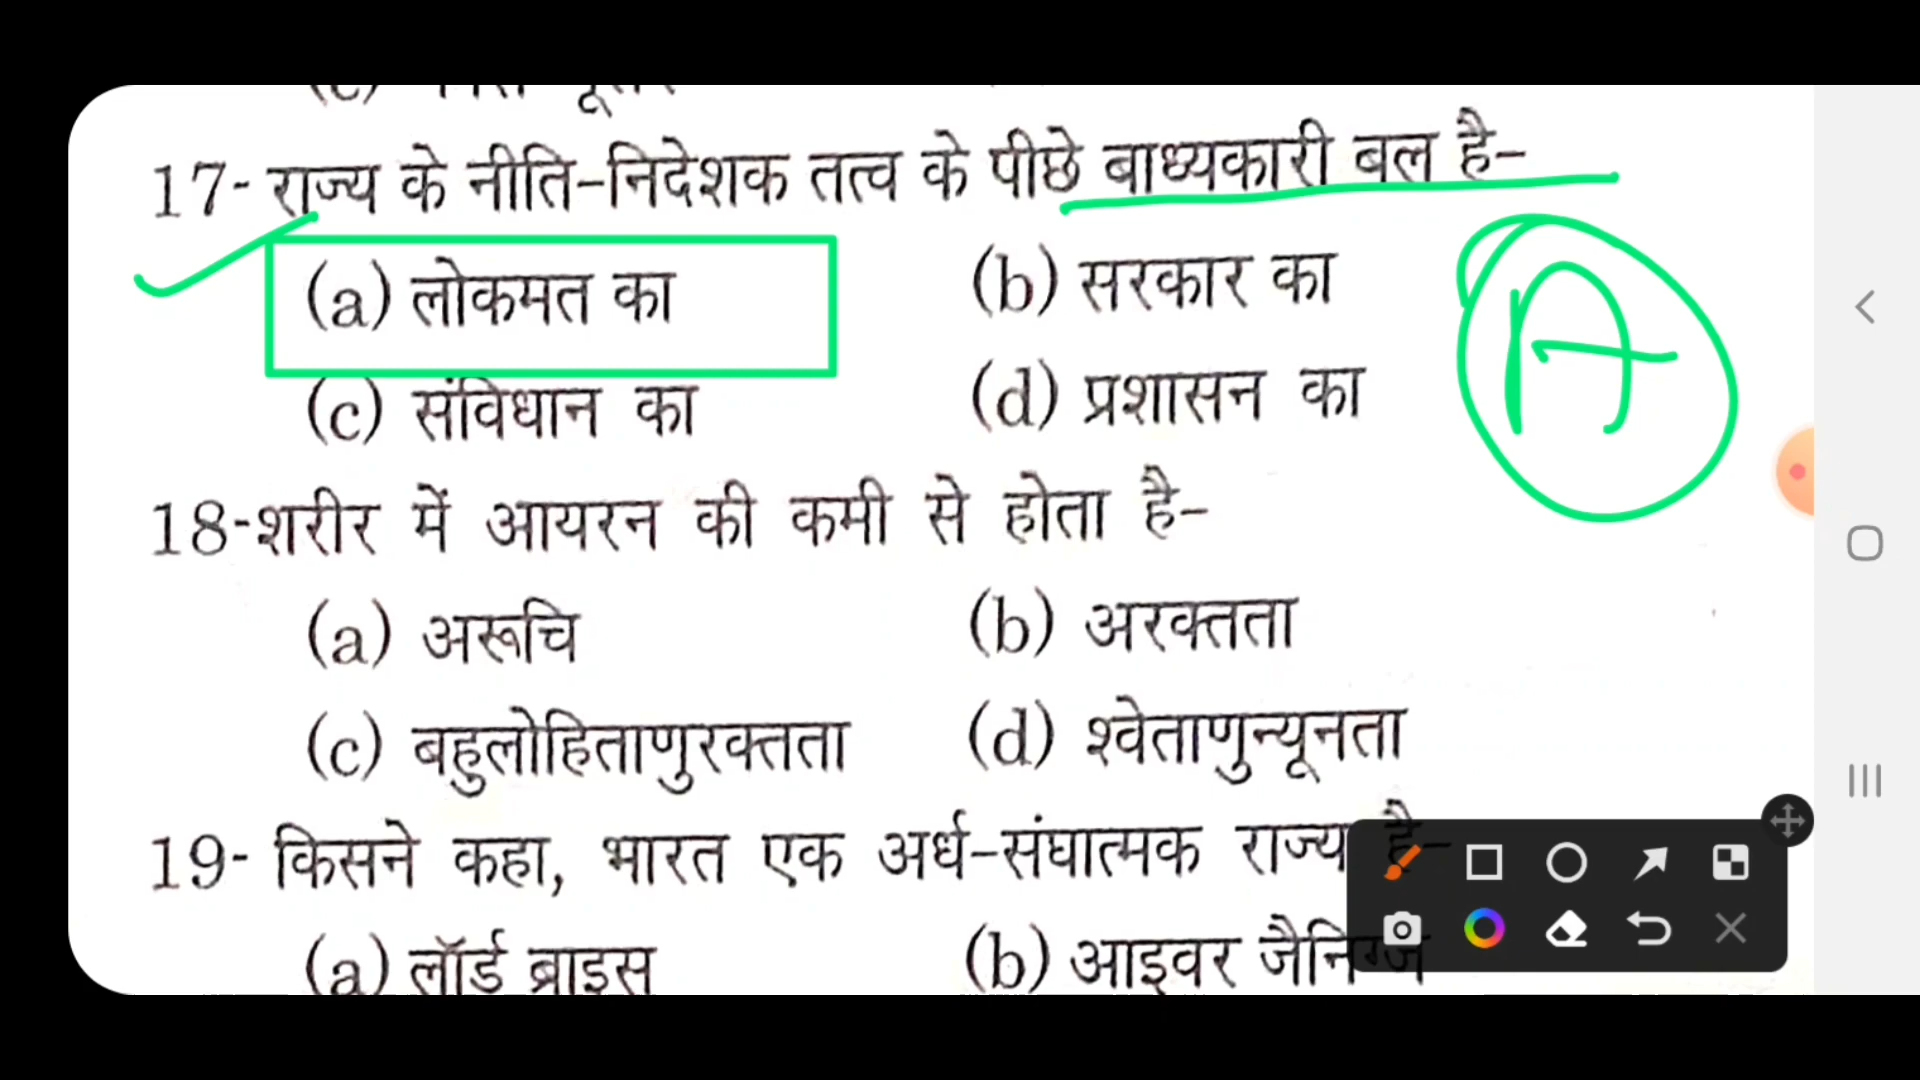 17- राज्य के नीति-निदेशक तत्व के पीछे बाध्यकारी बल है-
(a) लोकमत का (b) सरकार का
A
(c) संविधान का (d) प्रशासन का
18-शरीर में आयरन की कमी से होता है-
(a) अरूचि (b) अरक्तता
(c) बहुलोहिताणुरक्तता (d) श्वेताणुन्यूनता
19- किसने कहा, भारत एक अर्ध-संघात्मक राज्य है-
(a) लॉर्ड ब्राइस (b) आइवर जैनिंग्ज